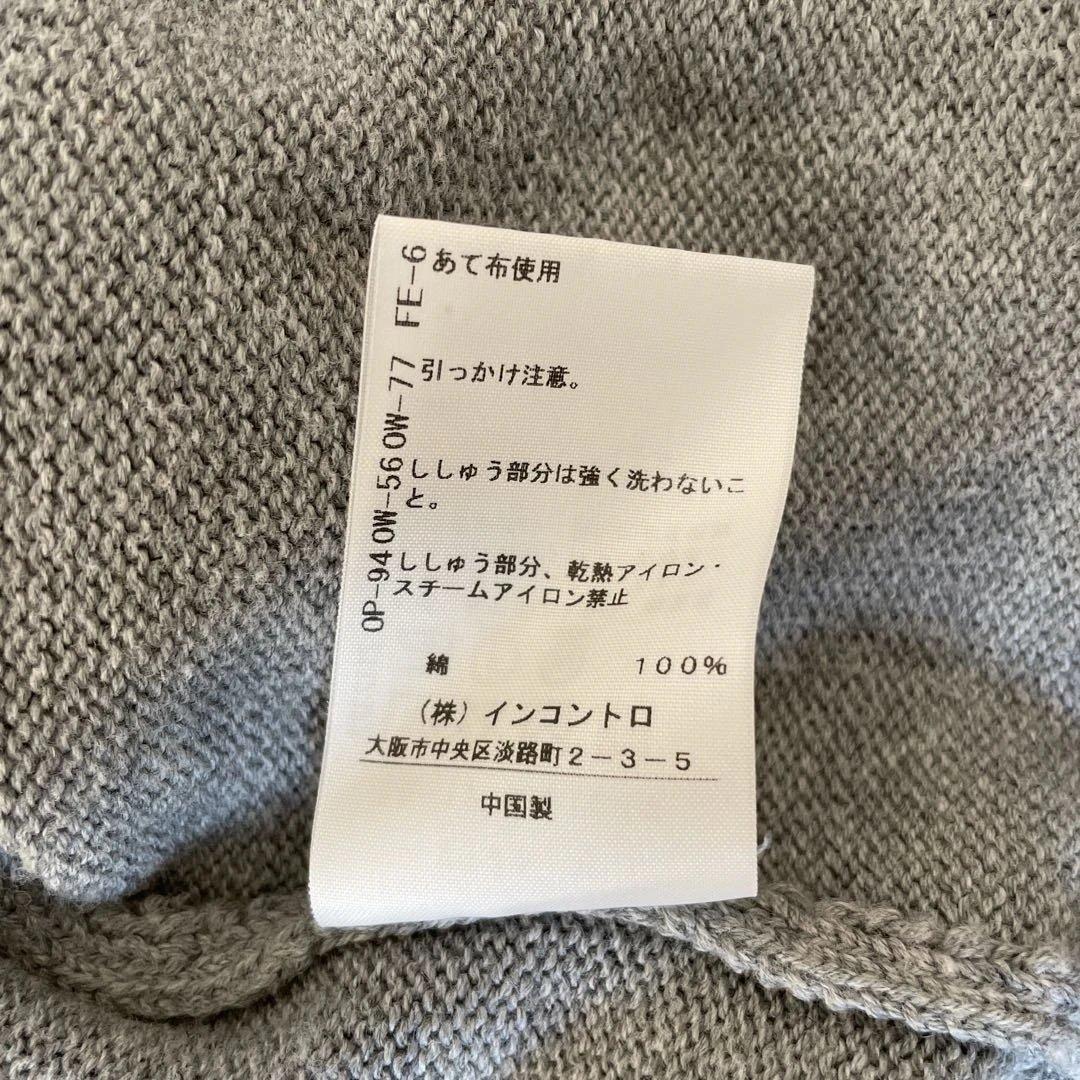 FE-6
あて布使用
OW-77
引っかけ注意。
OW-56
ししゅう部分は強く洗わないこ
と。
OP-94
ししゅう部分、乾熱アイロン・
スチームアイロン禁止
綿 100%
(株)インコントロ
大阪市中央区淡路町2-3-5
中国製